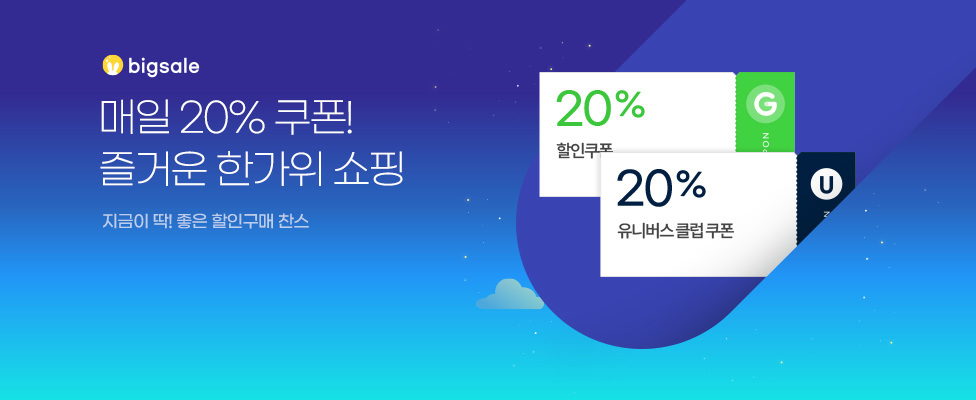 bigsale
매일 20% 쿠폰!
즐거운 한가위 쇼핑
지금이 딱! 좋은 할인구매 찬스
20%
할인쿠폰
G
20%
유니버스 클럽 쿠폰
U